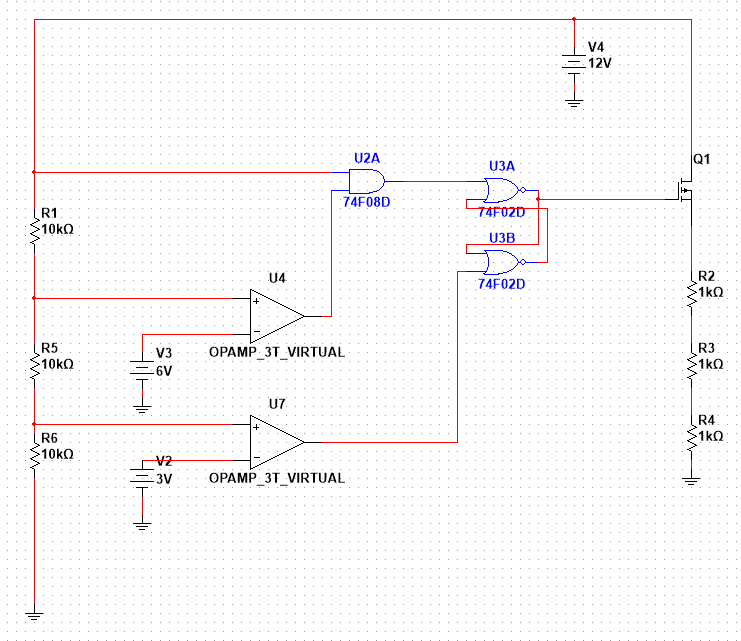 V4
12V
Q1
U2A
74F08D
U3A
74F02D
R1
10kΩ
U3B
74F02D
U4
+
−
OPAMP_3T_VIRTUAL
R2
1kΩ
V3
6V
R5
10kΩ
R3
1kΩ
U7
+
−
OPAMP_3T_VIRTUAL
R4
1kΩ
R6
10kΩ
V2
3V